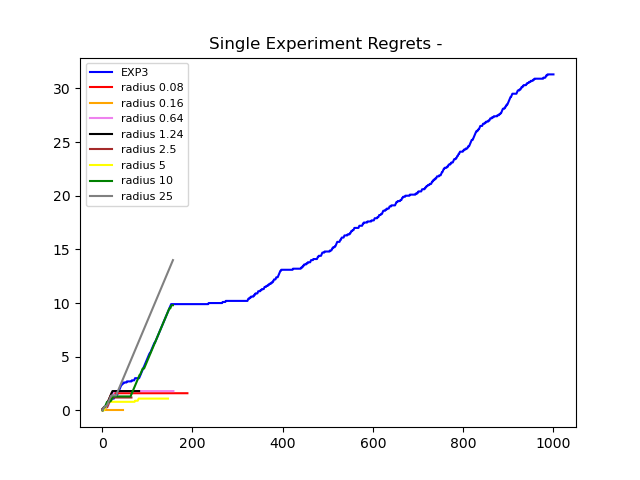 Single Experiment Regrets -
EXP3
radius 0.08
radius 0.16
radius 0.64
radius 1.24
radius 2.5
radius 5
radius 10
radius 25
30
25
20
15
10
5
0
0 200 400 600 800 1000